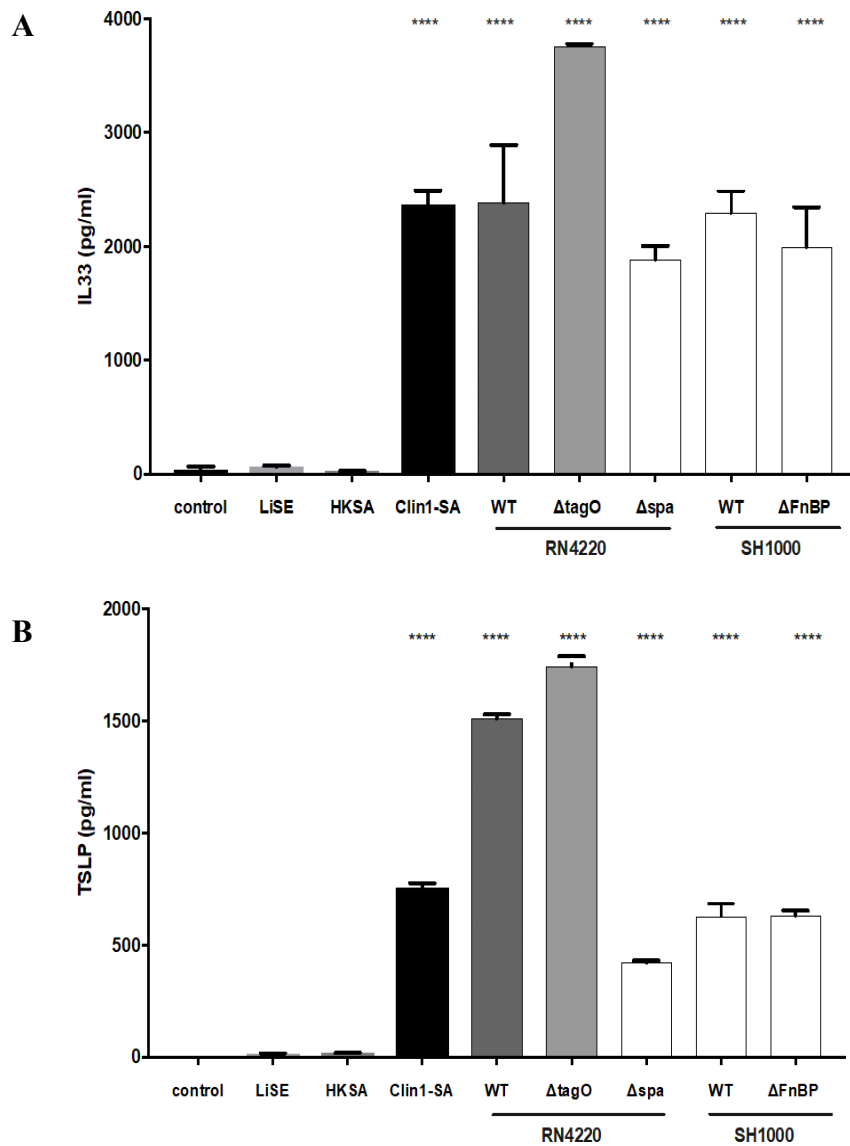 A
4000
3000
2000
1000
0
IL33 (pg/ml)
**** **** **** **** **** ****
control LiSE HKSA Clin1-SA WT ΔtagO Δspa WT ΔFnBP
RN4220 SH1000
B
2000
1500
1000
500
0
TSLP (pg/ml)
**** **** **** **** **** ****
control LiSE HKSA Clin1-SA WT ΔtagO Δspa WT ΔFnBP
RN4220 SH1000